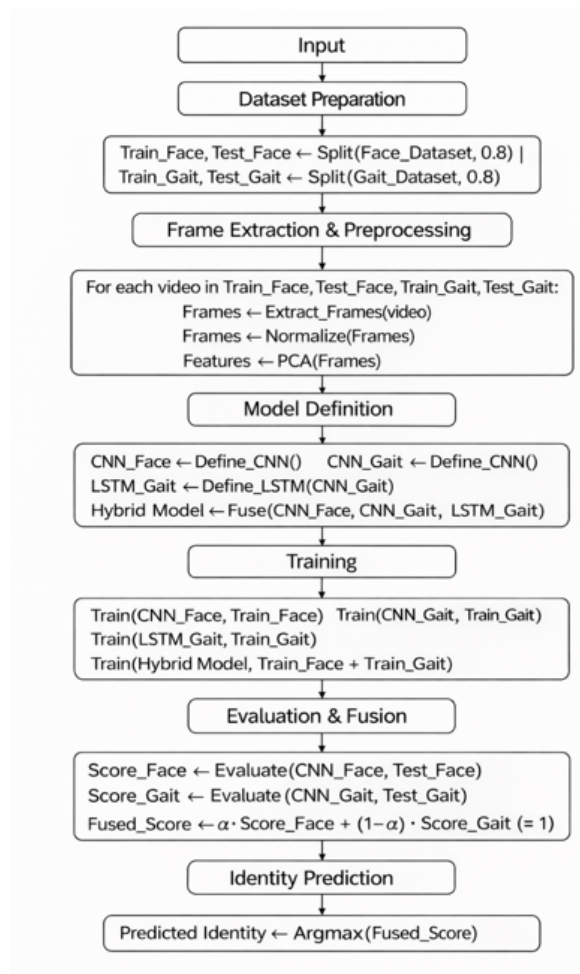 Input
Dataset Preparation
Train_Face, Test_Face ← Split(Face_Dataset, 0.8) |
Train_Gait, Test_Gait ← Split(Gait_Dataset, 0.8)
Frame Extraction & Preprocessing
For each video in Train_Face, Test_Face, Train_Gait, Test_Gait:
Frames ← Extract_Frames(video)
Frames ← Normalize(Frames)
Features ← PCA(Frames)
Model Definition
CNN_Face ← Define_CNN() CNN_Gait ← Define_CNN()
LSTM_Gait ← Define_LSTM(CNN_Gait)
Hybrid Model ← Fuse(CNN_Face, CNN_Gait, LSTM_Gait)
Training
Train(CNN_Face, Train_Face) Train(CNN_Gait, Train_Gait)
Train(LSTM_Gait, Train_Gait)
Train(Hybrid Model, Train_Face + Train_Gait)
Evaluation & Fusion
Score_Face ← Evaluate(CNN_Face, Test_Face)
Score_Gait ← Evaluate (CNN_Gait, Test_Gait)
Fused_Score ← α · Score_Face + (1−α) · Score_Gait (= 1)
Identity Prediction
Predicted Identity ← Argmax(Fused_Score)